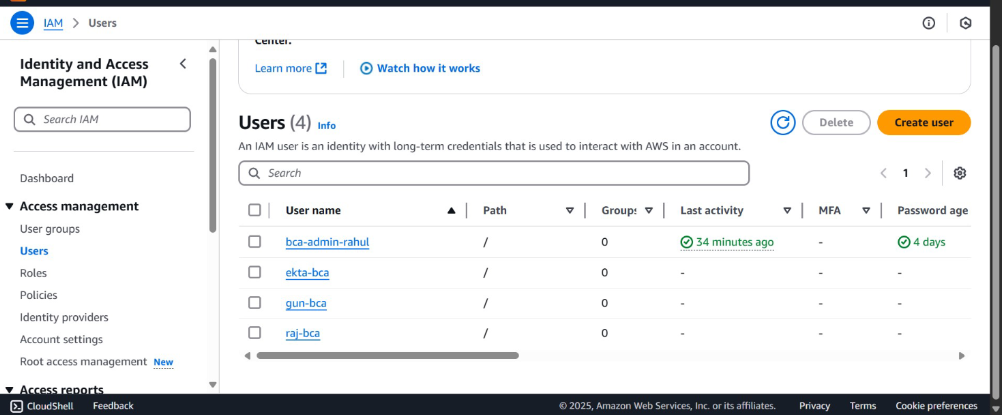 IAM > Users
Identity and Access
Management (IAM)
Search IAM
Dashboard
Access management
User groups
Users
Roles
Policies
Identity providers
Account settings
Root access management New
Access reports
Center.
Learn more
Watch how it works
Users (4) Info
Delete
Create user
An IAM user is an identity with long-term credentials that is used to interact with AWS in an account.
Search
1
User name Path Groups Last activity MFA Password age
bca-admin-rahul / 0 34 minutes ago - 4 days
ekta-bca / 0 - - -
gun-bca / 0 - - -
raj-bca / 0 - - -
CloudShell Feedback © 2025, Amazon Web Services, Inc. or its affiliates. Privacy Terms Cookie preferences